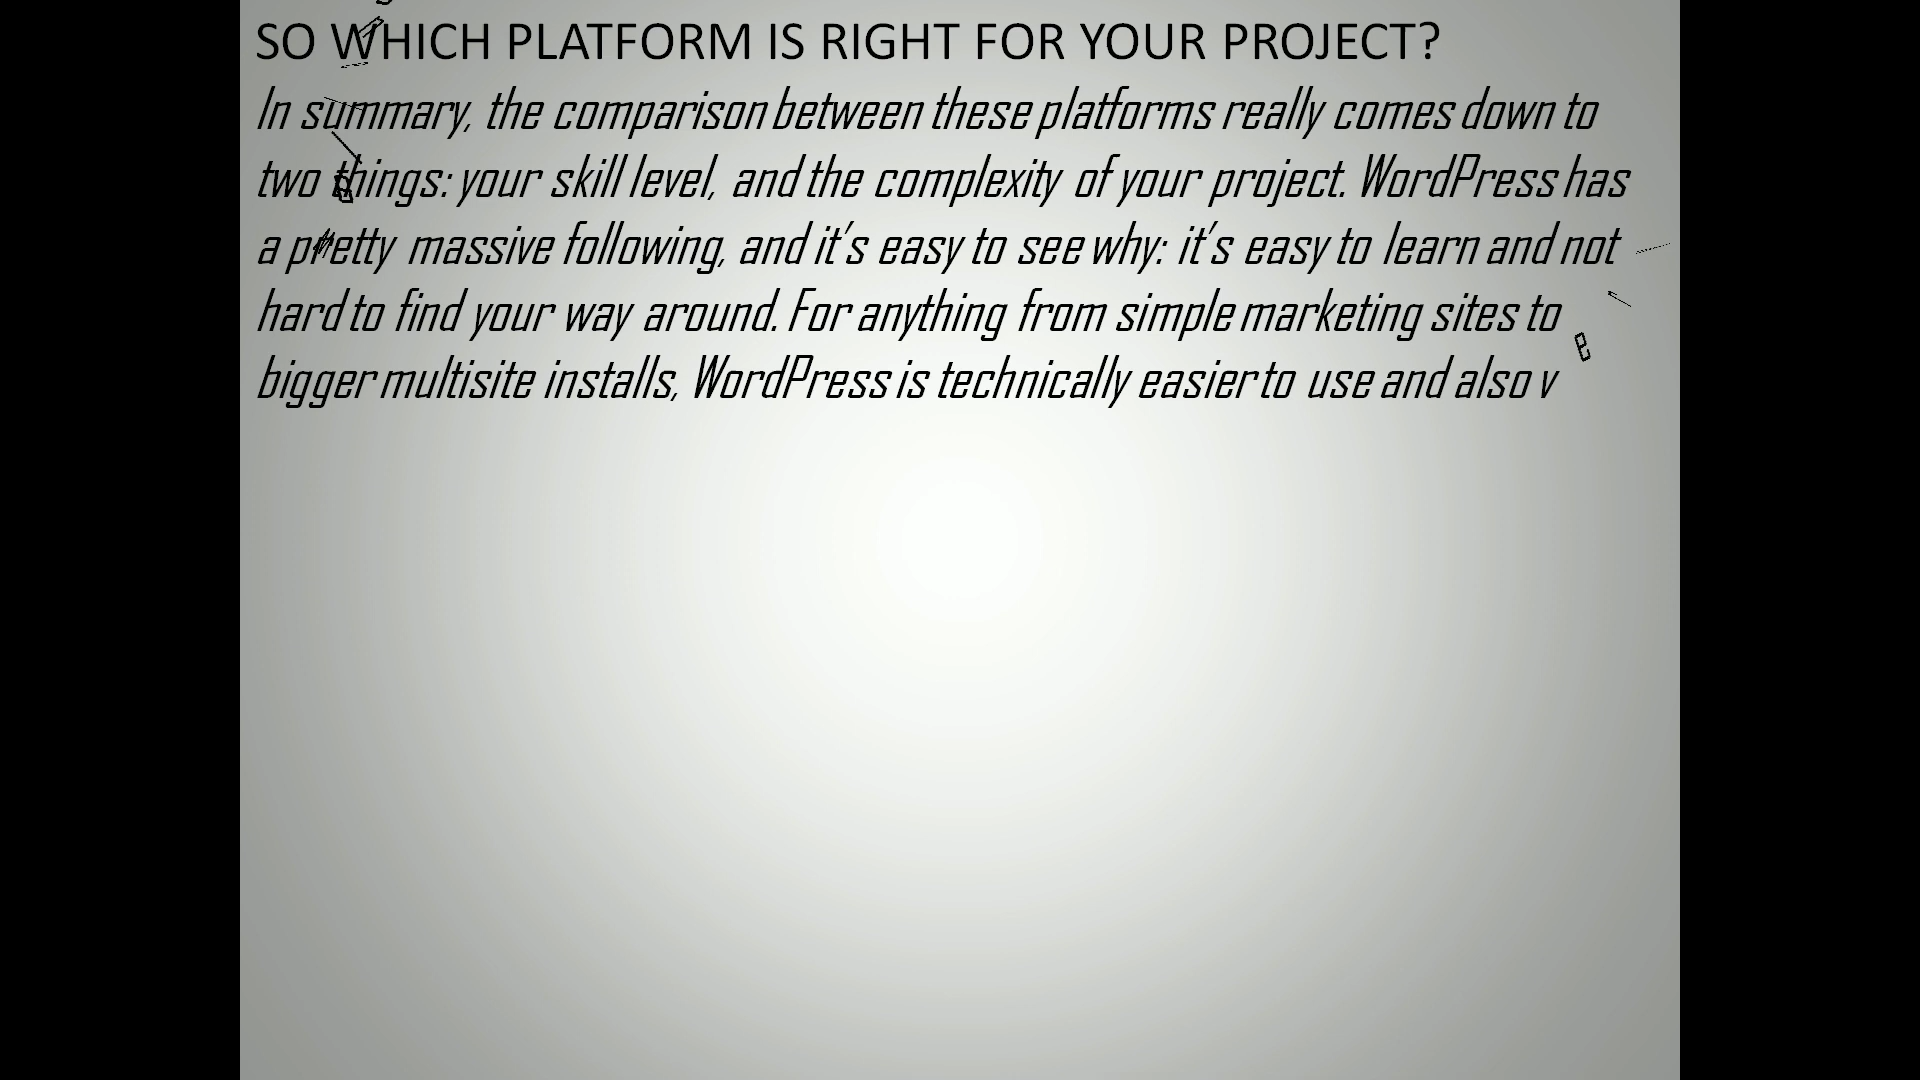 SO WHICH PLATFORM IS RIGHT FOR YOUR PROJECT?
In summary, the comparison between these platforms really comes down to
two things: your skill level, and the complexity of your project. WordPress has
a pretty massive following, and it's easy to see why: it's easy to learn and not
hard to find your way around. For anything from simple marketing sites to
bigger multisite installs, WordPress is technically easier to use and also v